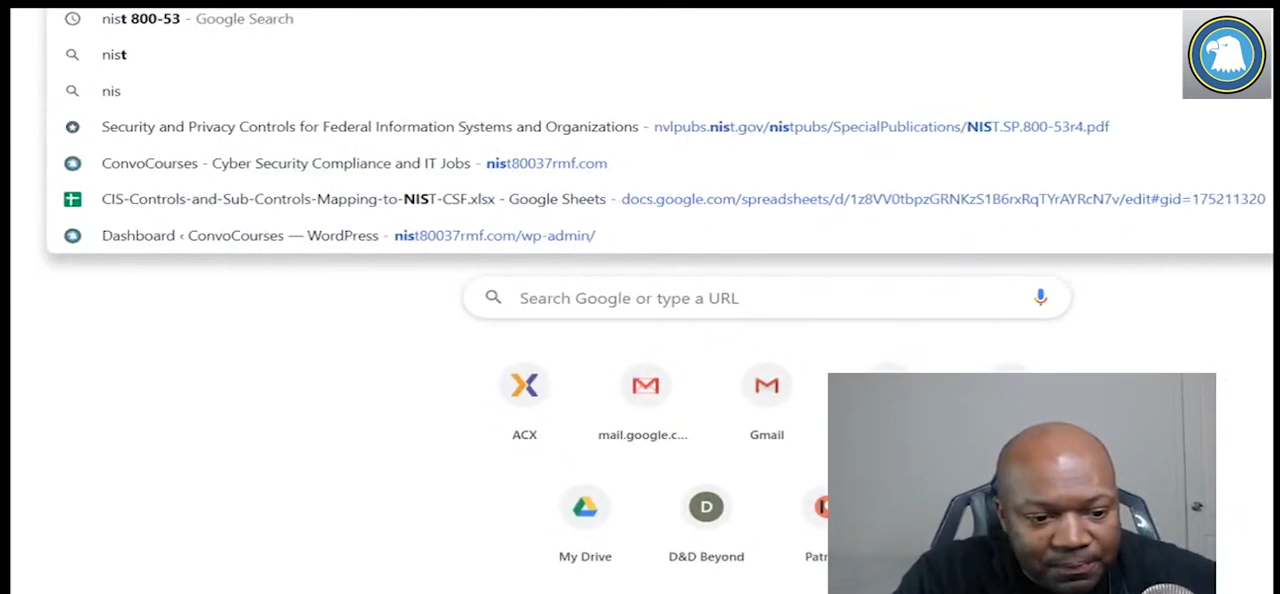 nist 800-53 - Google Search
nist
nis
Security and Privacy Controls for Federal Information Systems and Organizations - nvlpubs.nist.gov/nistpubs/SpecialPublications/NIST.SP.800-53r4.pdf
ConvoCourses - Cyber Security Compliance and IT Jobs - nist80037rmf.com
CIS-Controls-and-Sub-Controls-Mapping-to-NIST-CSF.xlsx - Google Sheets - docs.google.com/spreadsheets/d/1z8VV0tbpzGRNKzS1B6rxRqTYrAYRcN7v/edit#gid=175211320
Dashboard ‹ ConvoCourses — WordPress - nist80037rmf.com/wp-admin/
Search Google or type a URL
ACX mail.google.c... Gmail
D
My Drive D&D Beyond Patr